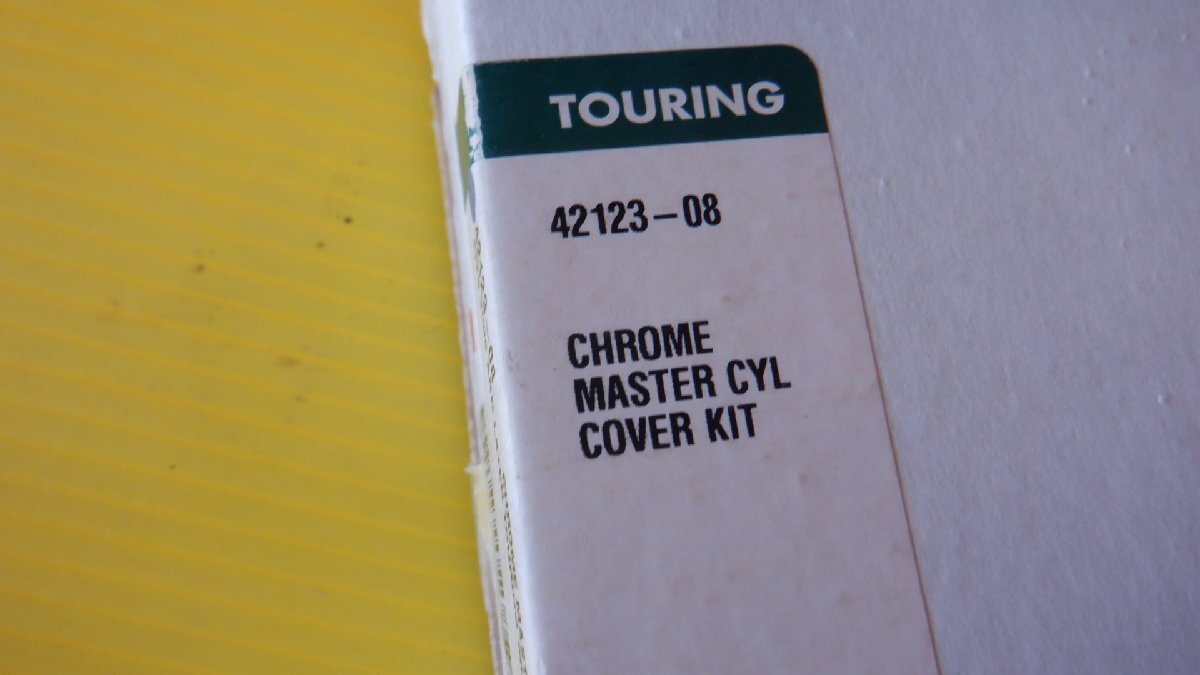 TOURING
42123-08
CHROME
MASTER CYL
COVER KIT